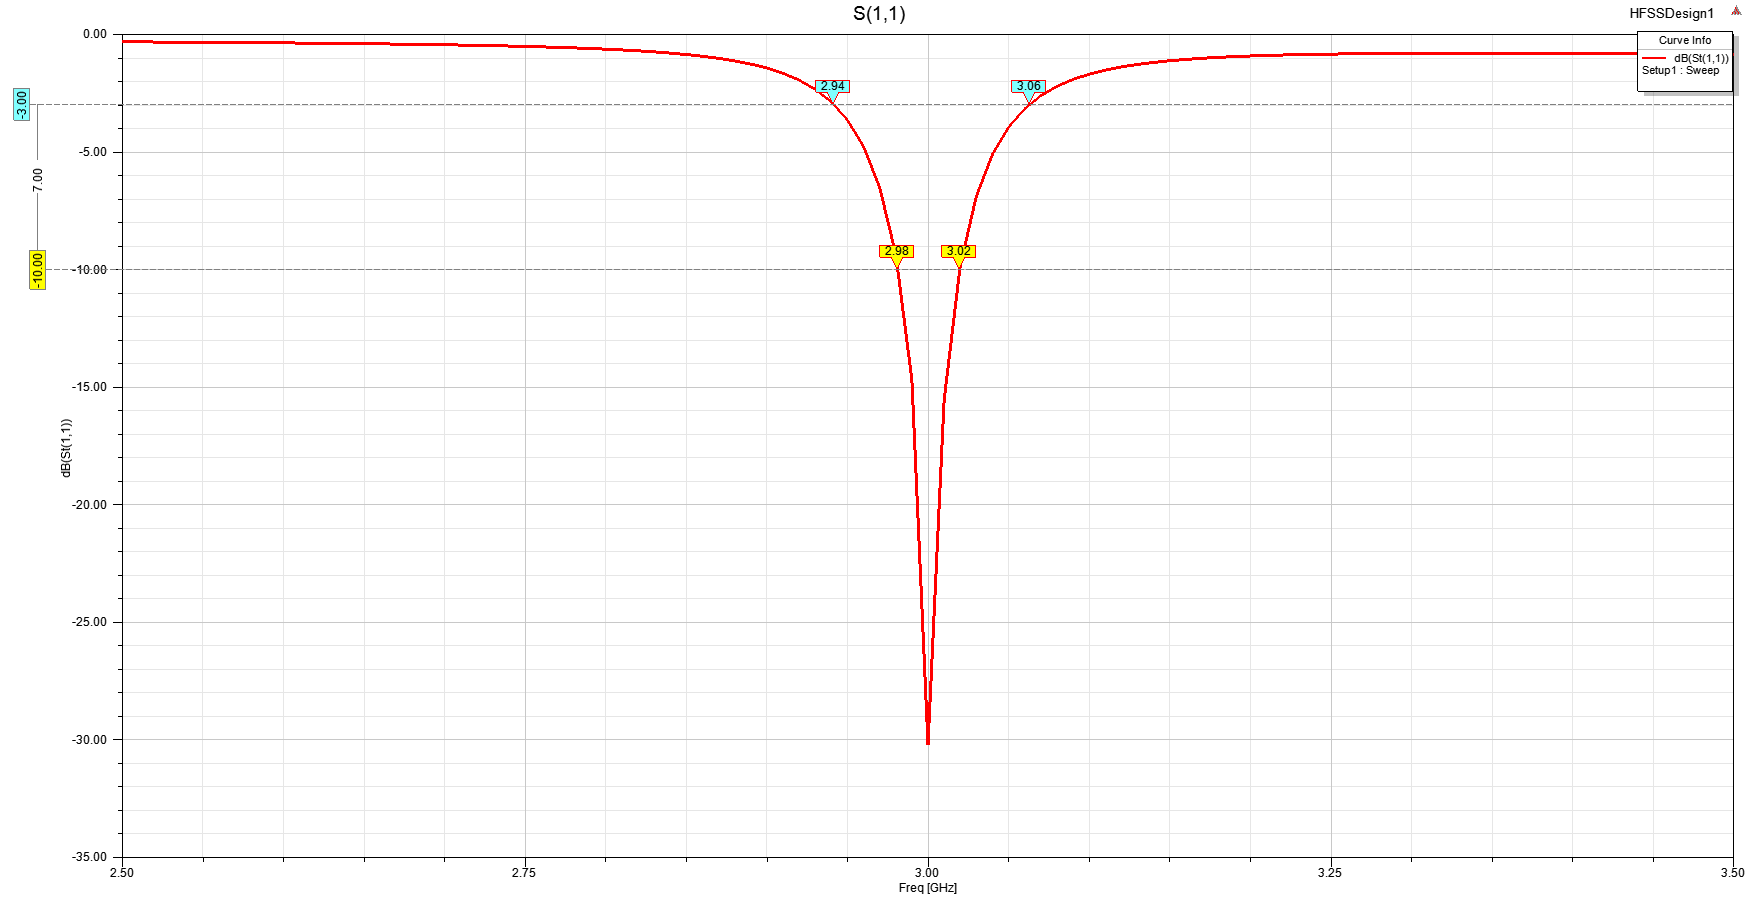 S(1,1)
HFSSDesign1
Curve Info
dB(St(1,1))
Setup1 : Sweep
0.00
-5.00
-10.00
-15.00
-20.00
-25.00
-30.00
-35.00
dB(St(1,1))
-3.00
7.00
-10.00
2.94
3.06
2.98
3.02
2.50
2.75
3.00
3.25
3.50
Freq [GHz]